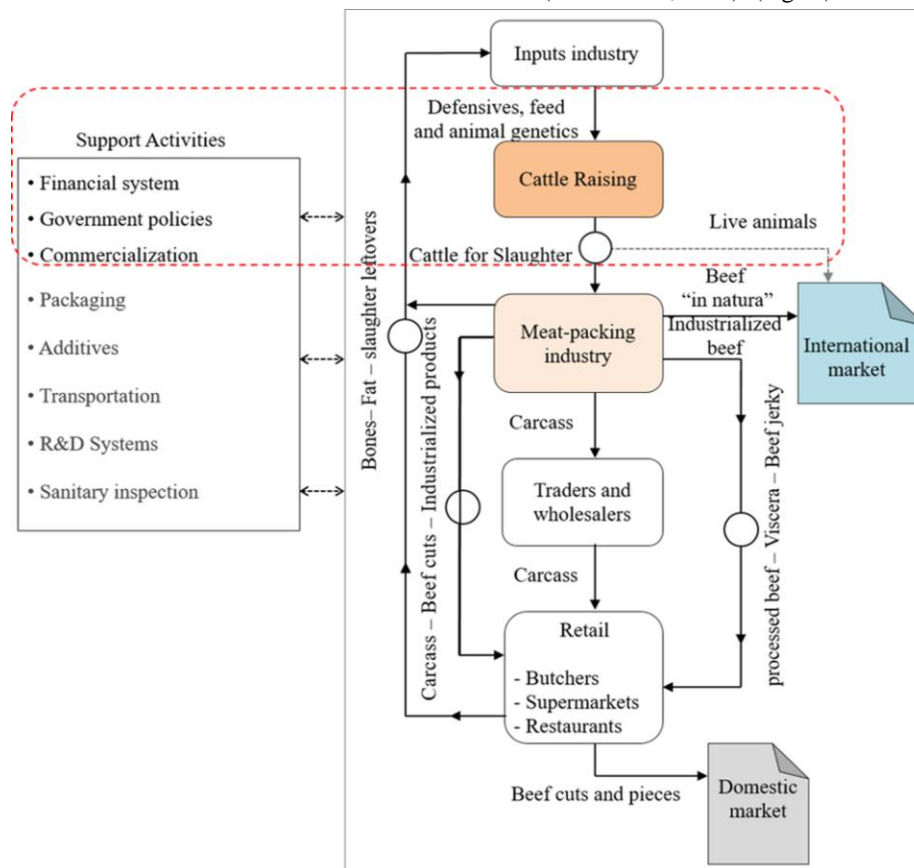 Inputs industry
Defensives, feed
and animal genetics
Support Activities
• Financial system
• Government policies
• Commercialization
• Packaging
• Additives
• Transportation
• R&D Systems
• Sanitary inspection
Cattle Raising
Live animals
Cattle for Slaughter
Beef
“in natura”
Industrialized
beef
Meat-packing
industry
International
market
Bones– Fat – slaughter leftovers
Carcass – Beef cuts – Industrialized products
processed beef – Viscera – Beef jerky
Carcass
Traders and
wholesalers
Carcass
Retail
- Butchers
- Supermarkets
- Restaurants
Beef cuts and pieces
Domestic
market